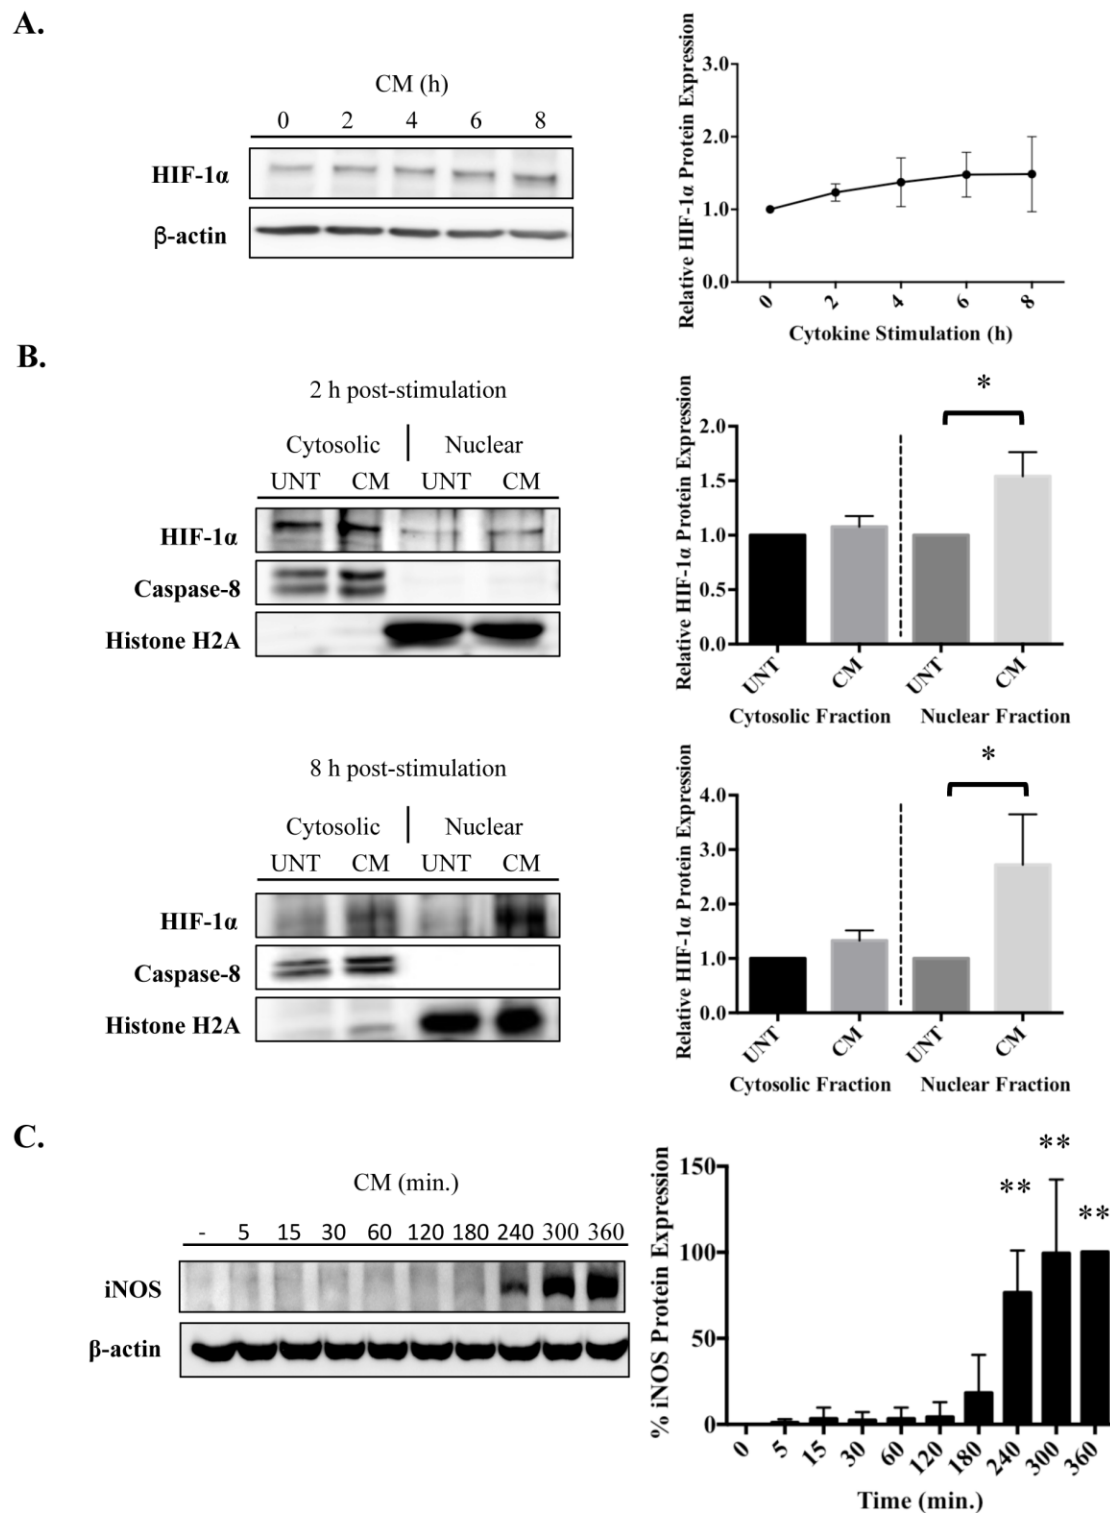 A.
CM (h)
0 2 4 6 8
HIF-1α
β-actin
Relative HIF-1α Protein Expression
3.0
2.0
1.0
0.0
0 2 4 6 8
Cytokine Stimulation (h)
B.
2 h post-stimulation
Cytosolic | Nuclear
UNT CM UNT CM
HIF-1α
Caspase-8
Histone H2A
Relative HIF-1α Protein Expression
2.0
1.5
1.0
0.5
0.0
*
UNT CM UNT CM
Cytosolic Fraction Nuclear Fraction
8 h post-stimulation
Cytosolic | Nuclear
UNT CM UNT CM
HIF-1α
Caspase-8
Histone H2A
Relative HIF-1α Protein Expression
4.0
3.0
2.0
1.0
0.0
*
UNT CM UNT CM
Cytosolic Fraction Nuclear Fraction
C.
CM (min.)
- 5 15 30 60 120 180 240 300 360
iNOS
β-actin
% iNOS Protein Expression
150
100
50
0
** ** **
0 5 15 30 60 120 180 240 300 360
Time (min.)